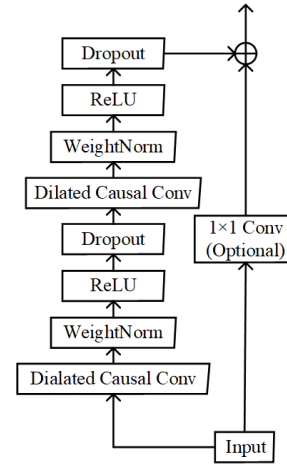 Dropout
ReLU
WeightNorm
Dilated Causal Conv
Dropout
1×1 Conv
(Optional)
ReLU
WeightNorm
Dialated Causal Conv
Input